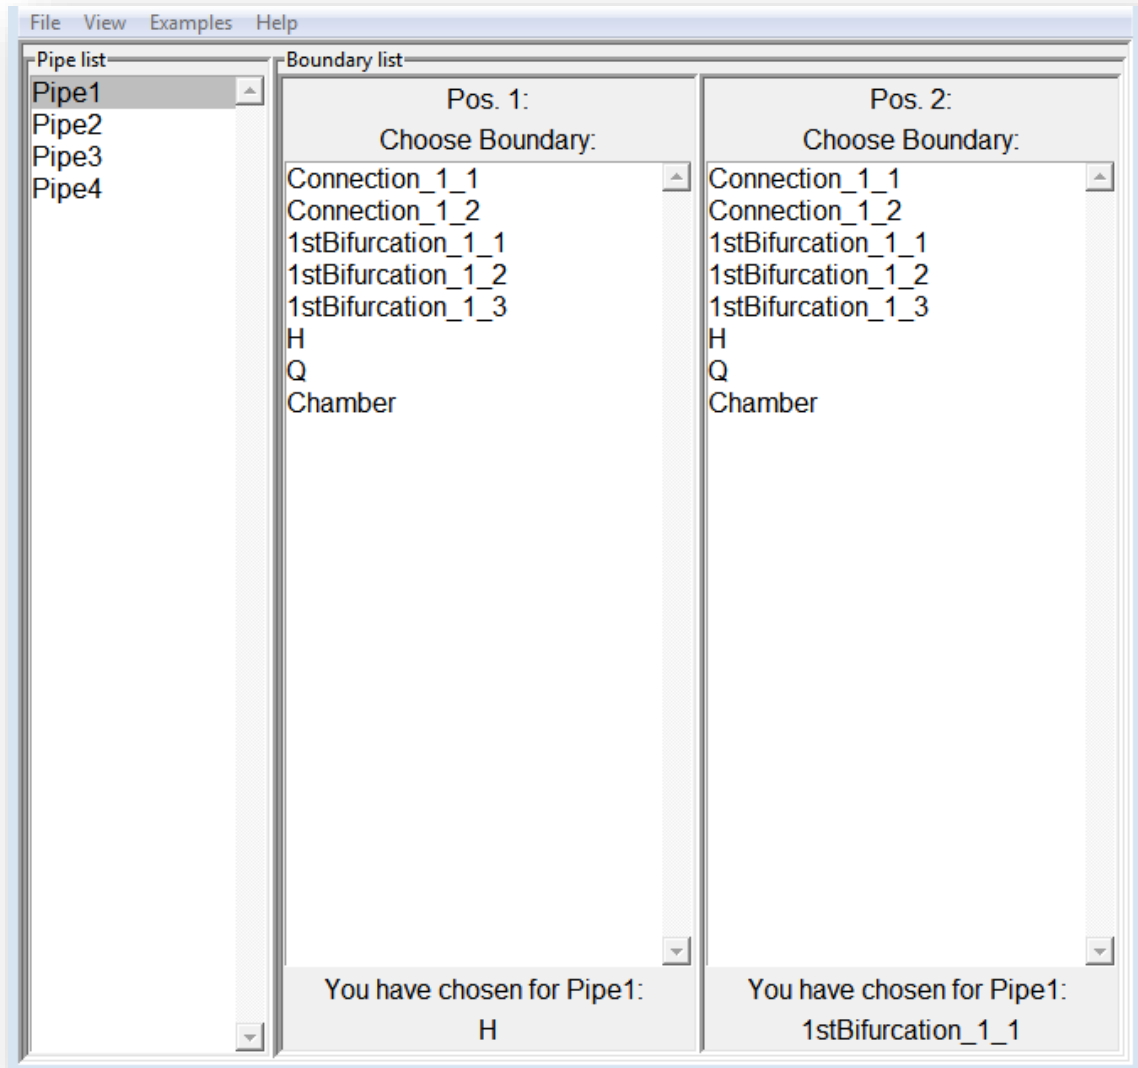 File View Examples Help
Pipe list
Pipe1
Pipe2
Pipe3
Pipe4
Boundary list
Pos. 1:
Choose Boundary:
Connection_1_1
Connection_1_2
1stBifurcation_1_1
1stBifurcation_1_2
1stBifurcation_1_3
H
Q
Chamber
You have chosen for Pipe1:
H
Pos. 2:
Choose Boundary:
Connection_1_1
Connection_1_2
1stBifurcation_1_1
1stBifurcation_1_2
1stBifurcation_1_3
H
Q
Chamber
You have chosen for Pipe1:
1stBifurcation_1_1